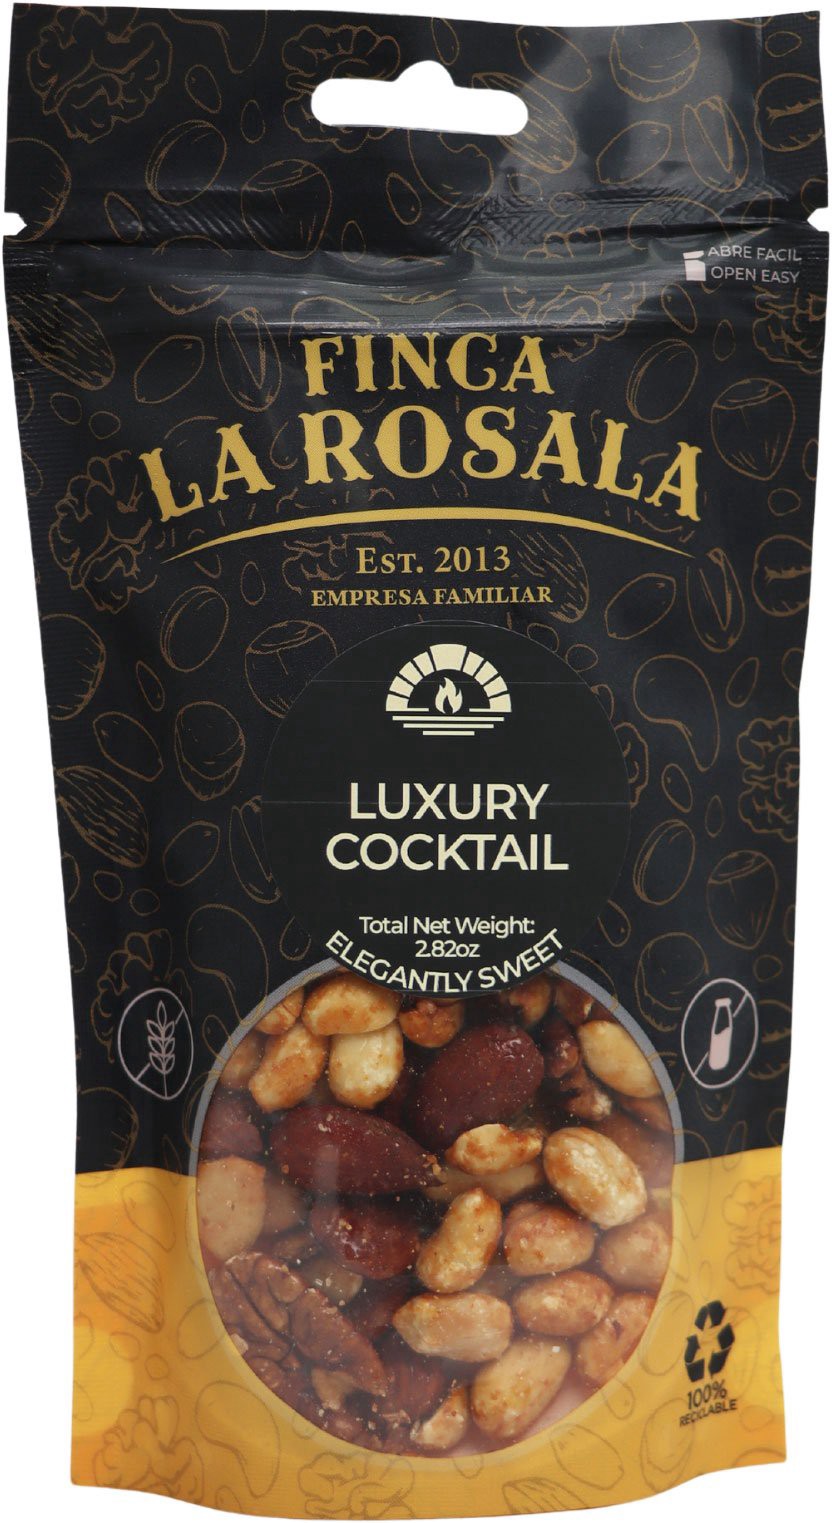 ABRE FACIL
OPEN EASY
FINCA
LA ROSALA
EST. 2013
EMPRESA FAMILIAR
LUXURY
COCKTAIL
Total Net Weight:
2.82oz
ELEGANTLY SWEET
100%
RECICLABLE